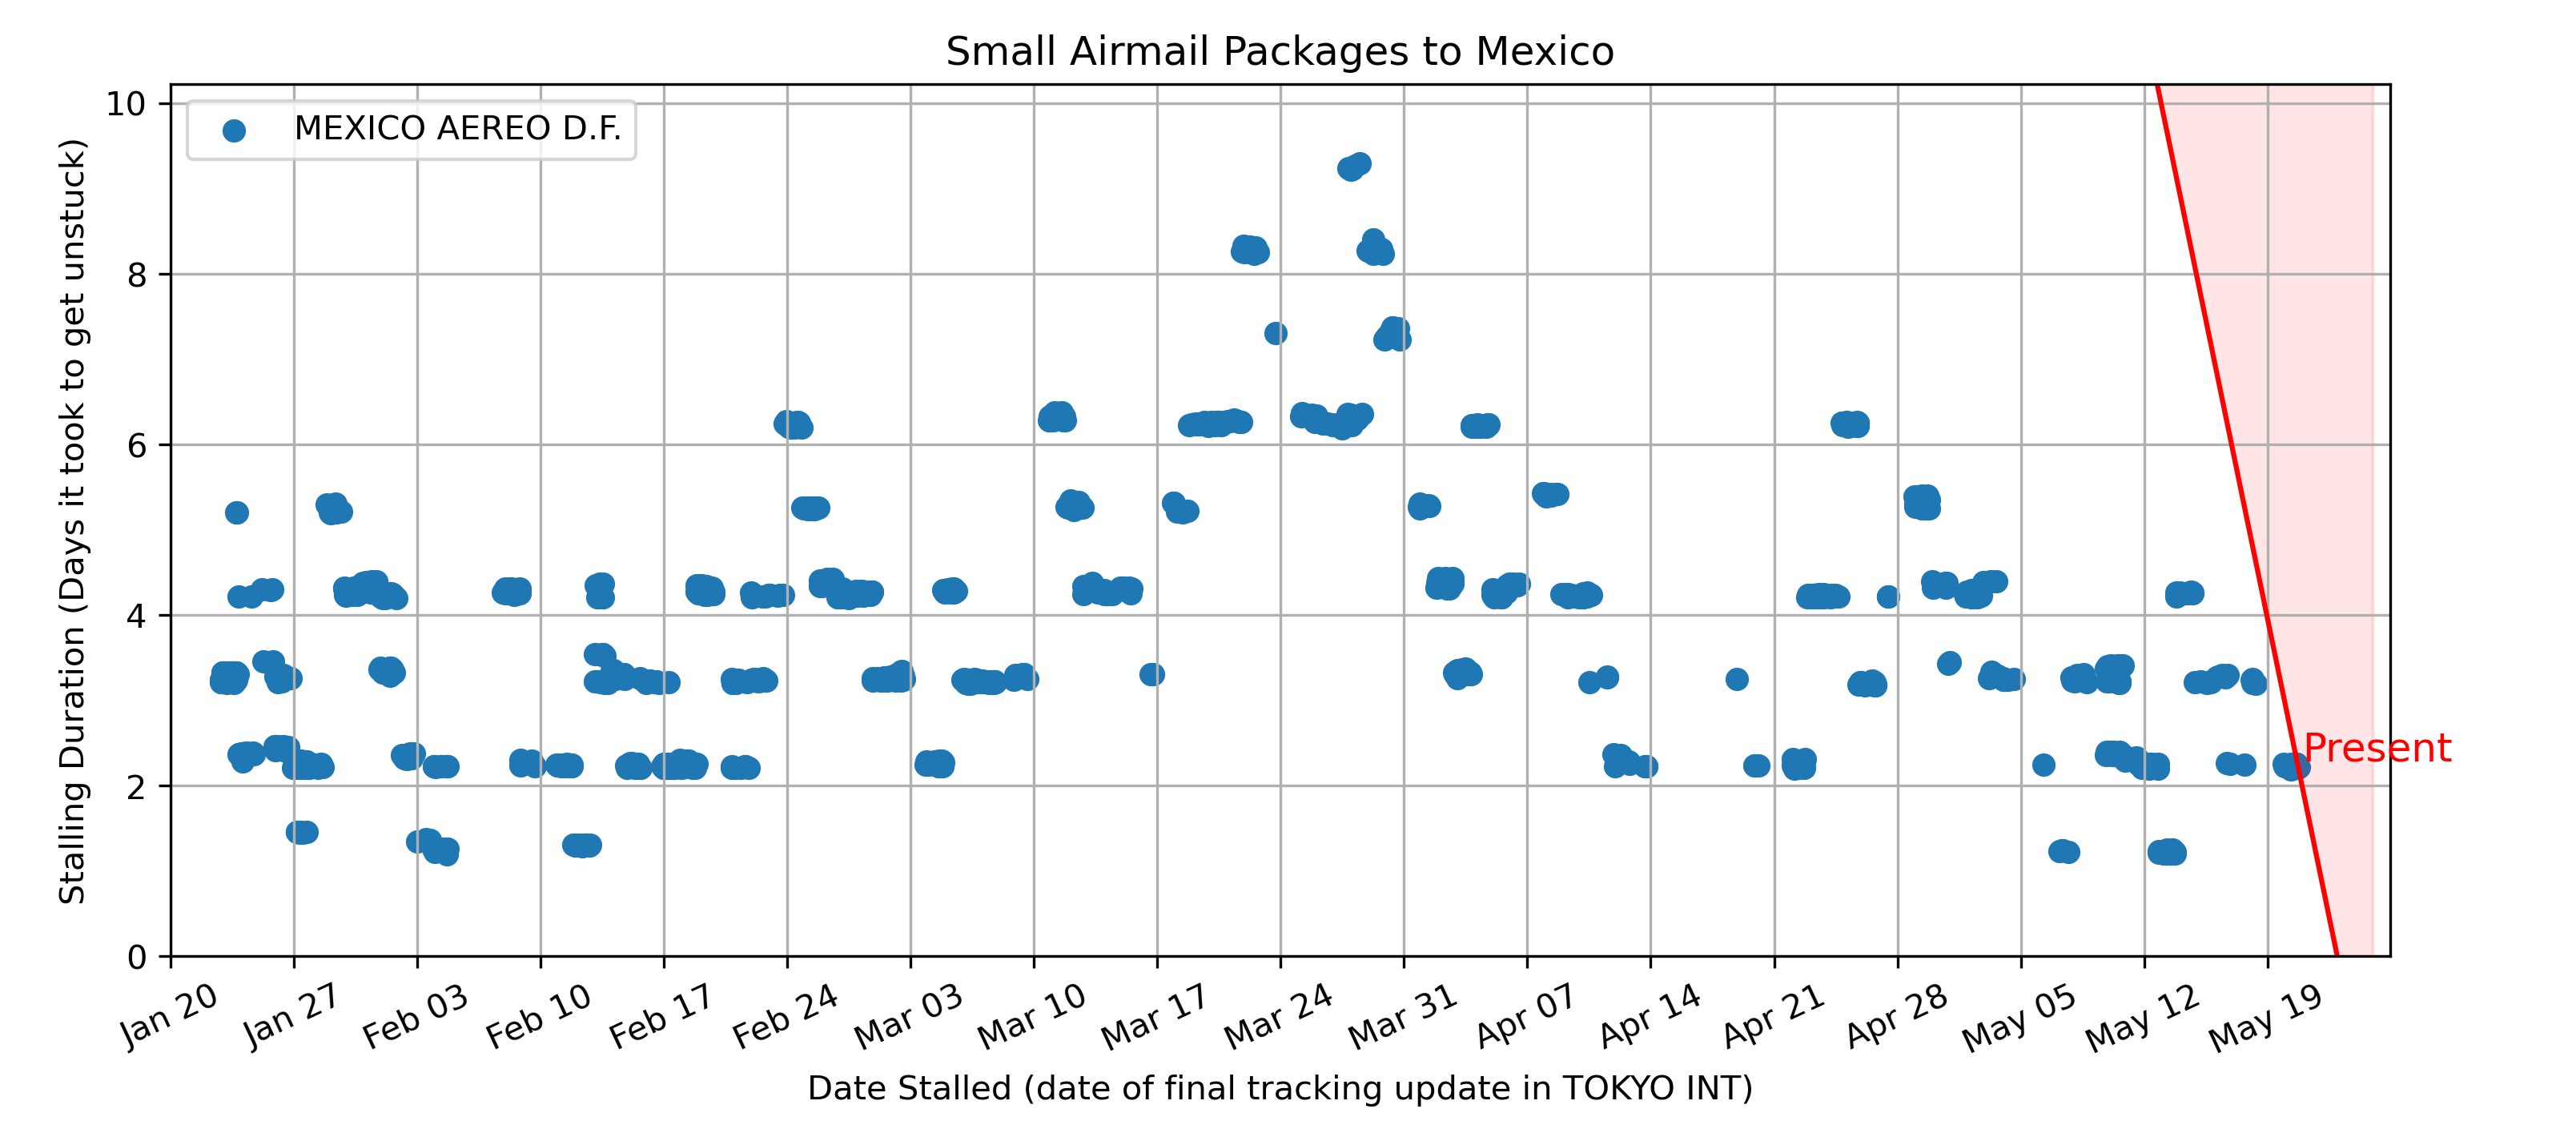 Small Airmail Packages to Mexico
MEXICO AEREO D.F.
Stalling Duration (Days it took to get unstuck)
10
8
6
4
2
0
Present
Jan 20 Jan 27 Feb 03 Feb 10 Feb 17 Feb 24 Mar 03 Mar 10 Mar 17 Mar 24 Mar 31 Apr 07 Apr 14 Apr 21 Apr 28 May 05 May 12 May 19
Date Stalled (date of final tracking update in TOKYO INT)